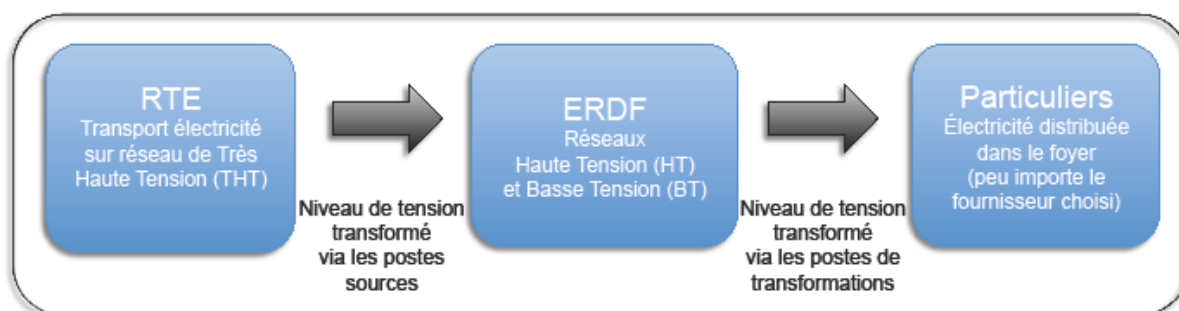 RTE
Transport électricité
sur réseau de Très
Haute Tension (THT)
Niveau de tension
transformé
via les postes
sources
ERDF
Réseaux
Haute Tension (HT)
et Basse Tension (BT)
Niveau de tension
transformé
via les postes de
transformations
Particuliers
Électricité distribuée
dans le foyer
(peu importe le
fournisseur choisi)